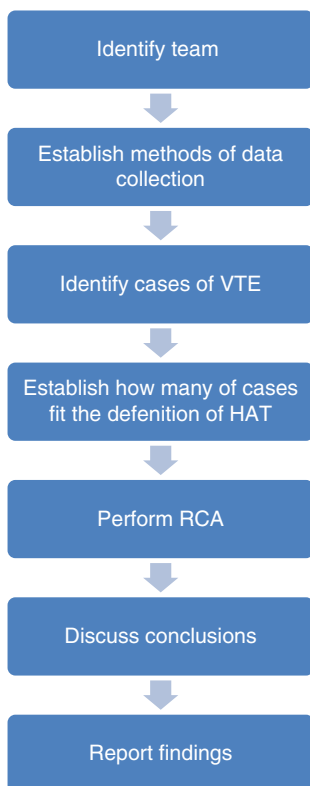 Identify team
Establish methods of data
collection
Identify cases of VTE
Establish how many of cases
fit the defenition of HAT
Perform RCA
Discuss conclusions
Report findings